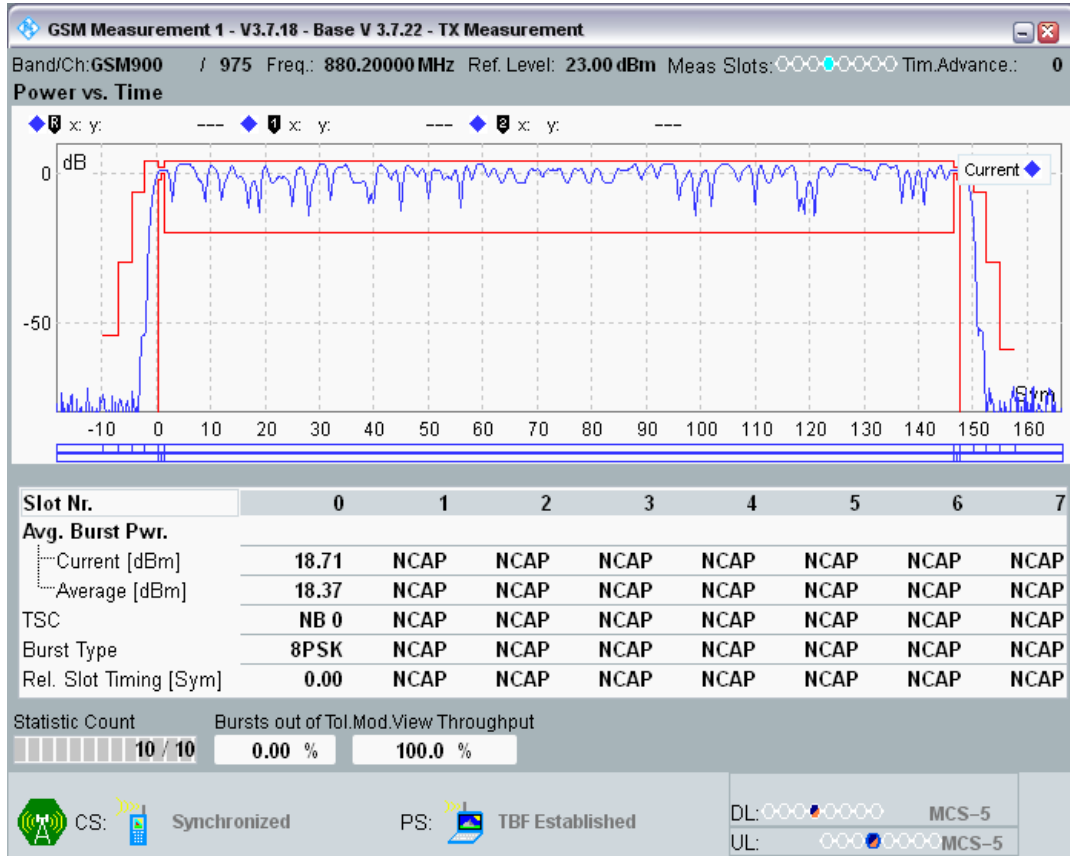 GSM Measurement 1 - V3.7.18 - Base V 3.7.22 - TX Measurement
Band/Ch:GSM900 / 975 Freq.: 880.20000 MHz Ref. Level: 23.00 dBm Meas Slots: Tim.Advance.: 0
Power vs. Time
R x: y: --- 1 x: y: --- 2 x: y: ---
dB
Current
0
-50
Sym
-10 0 10 20 30 40 50 60 70 80 90 100 110 120 130 140 150 160
Slot Nr. 0 1 2 3 4 5 6 7
Avg. Burst Pwr.
Current [dBm] 18.71 NCAP NCAP NCAP NCAP NCAP NCAP NCAP
Average [dBm] 18.37 NCAP NCAP NCAP NCAP NCAP NCAP NCAP
TSC NB 0 NCAP NCAP NCAP NCAP NCAP NCAP NCAP
Burst Type 8PSK NCAP NCAP NCAP NCAP NCAP NCAP NCAP
Rel. Slot Timing [Sym] 0.00 NCAP NCAP NCAP NCAP NCAP NCAP NCAP
Statistic Count Bursts out of Tol. Mod.View Throughput
10 / 10 0.00 % 100.0 %
CS: Synchronized PS: TBF Established DL: MCS-5
UL: MCS-5